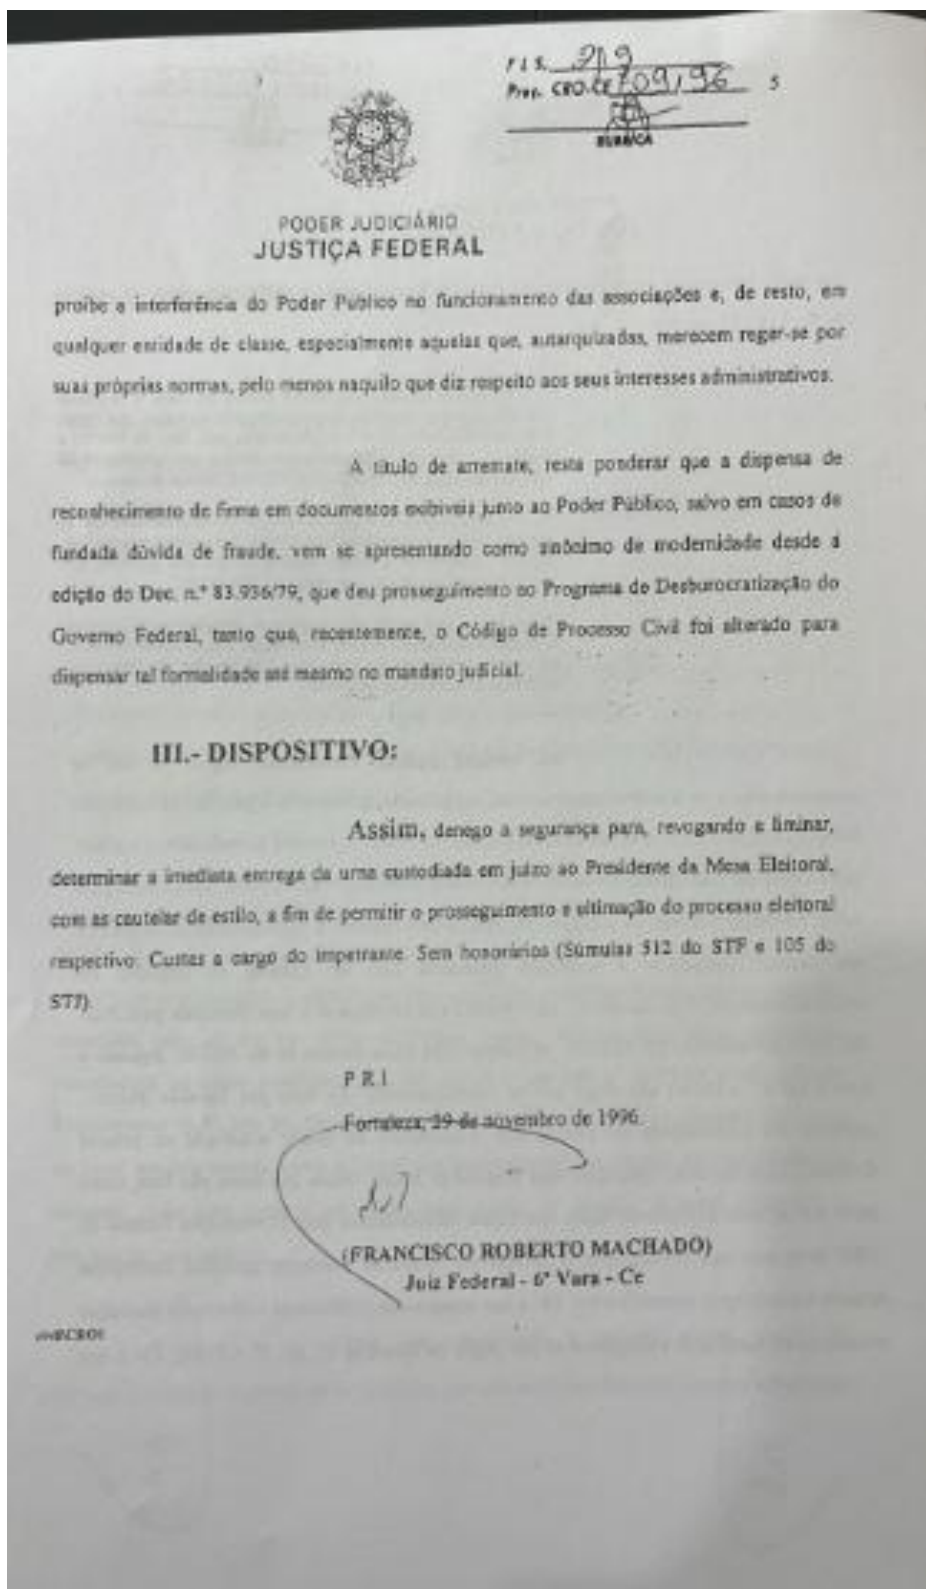 FLS. 219
Proc. CRO-CE 709/96 5
RUBRICA
PODER JUDICIÁRIO
JUSTIÇA FEDERAL
proíbe a interferência do Poder Público no funcionamento das associações e, de resto, em
qualquer entidade de classe, especialmente aquelas que, autarquizadas, merecem reger-se por
suas próprias normas, pelo menos naquilo que diz respeito aos seus interesses administrativos.
A título de arremate, resta ponderar que a dispensa de
reconhecimento de firma em documentos exibíveis junto ao Poder Público, salvo em casos de
fundada dúvida de fraude, vem se apresentando como sinônimo de modernidade desde a
edição do Dec. n.º 83.936/79, que deu prosseguimento ao Programa de Desburocratização do
Governo Federal, tanto que, recentemente, o Código de Processo Civil foi alterado para
dispensar tal formalidade até mesmo no mandato judicial.
III.- DISPOSITIVO:
Assim, denego a segurança para, revogando a liminar,
determinar a imediata entrega da urna custodiada em juízo ao Presidente da Mesa Eleitoral,
com as cautelar de estilo, a fim de permitir o prosseguimento e ultimação do processo eleitoral
respectivo. Custas a cargo do impetrante. Sem honorários (Súmulas 512 do STF e 105 do
STJ).
P R I
Fortaleza, 29 de novembro de 1996.
(FRANCISCO ROBERTO MACHADO)
Juiz Federal - 6ª Vara - Ce